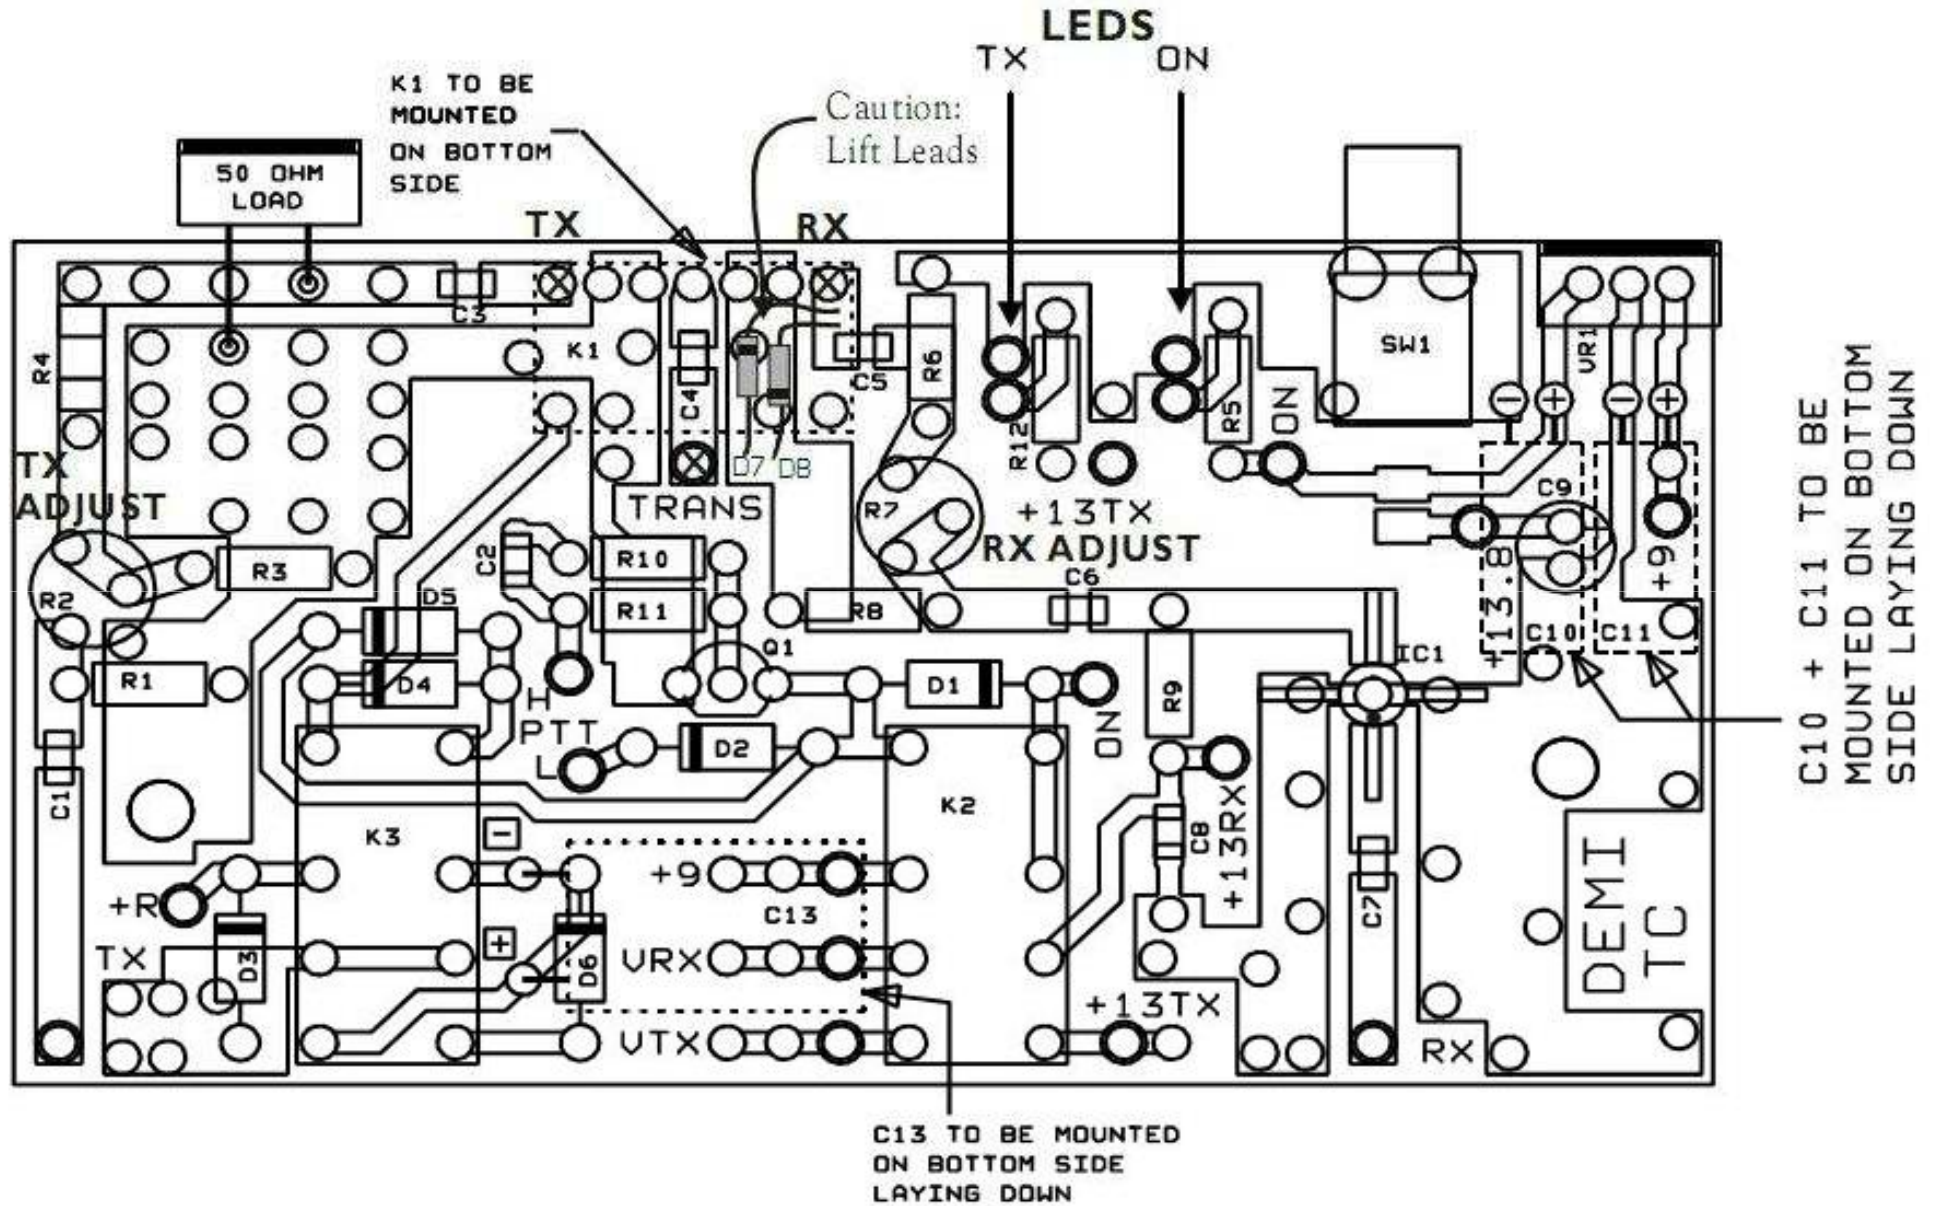 LEDS
TX ON
K1 TO BE
MOUNTED
ON BOTTOM
SIDE
Caution:
Lift Leads
50 OHM
LOAD
TX
RX
C3
R4
K1
C4
D7 D8
C5
R6
R12
R5
ON
SW1
VR1
−
+
−
+
TX
ADJUST
TRANS
R7
+13TX
RX ADJUST
C9
+13.8
+9
C10
C11
C10 + C11 TO BE
MOUNTED ON BOTTOM
SIDE LAYING DOWN
R2
R3
C2
R10
R11
D5
R8
C6
Q1
IC1
R1
D4
H
PTT
L
D2
D1
ON
R9
C1
K3
−
+9
C13
K2
C8
+13RX
C7
DEMI
TC
+R
TX
D3
+
D6
VRX
VTX
+13TX
RX
C13 TO BE MOUNTED
ON BOTTOM SIDE
LAYING DOWN